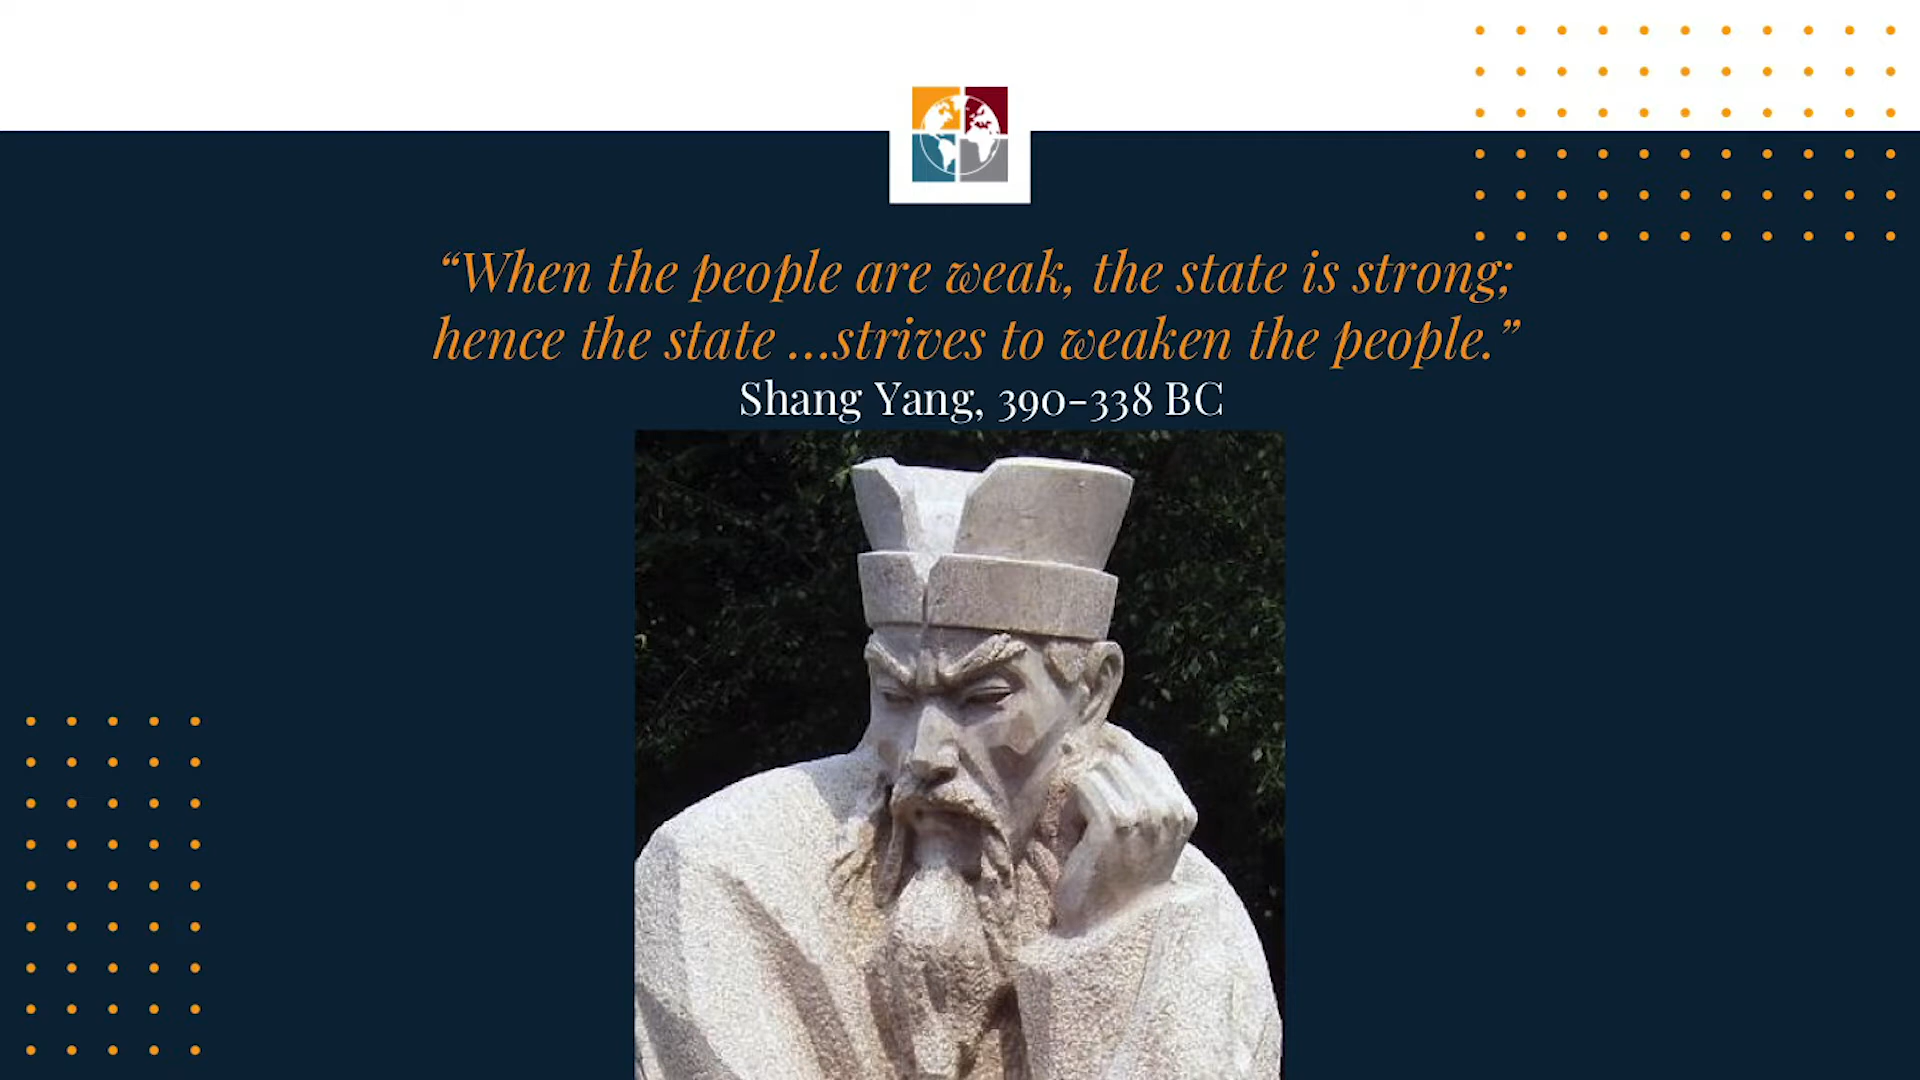 “When the people are weak, the state is strong;
hence the state ...strives to weaken the people.”
Shang Yang, 390-338 BC